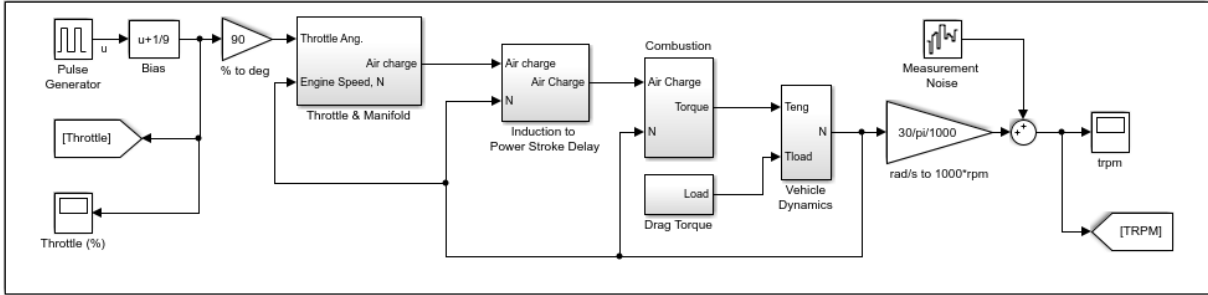 u
Pulse
Generator
u+1/9
Bias
90
% to deg
Throttle Ang.
Air charge
Engine Speed, N
Throttle & Manifold
Air charge
Air Charge
N
Induction to
Power Stroke Delay
Combustion
Air Charge
Torque
N
Load
Drag Torque
Teng
N
Tload
Vehicle
Dynamics
30/pi/1000
rad/s to 1000*rpm
Measurement
Noise
++
trpm
[TRPM]
[Throttle]
Throttle (%)